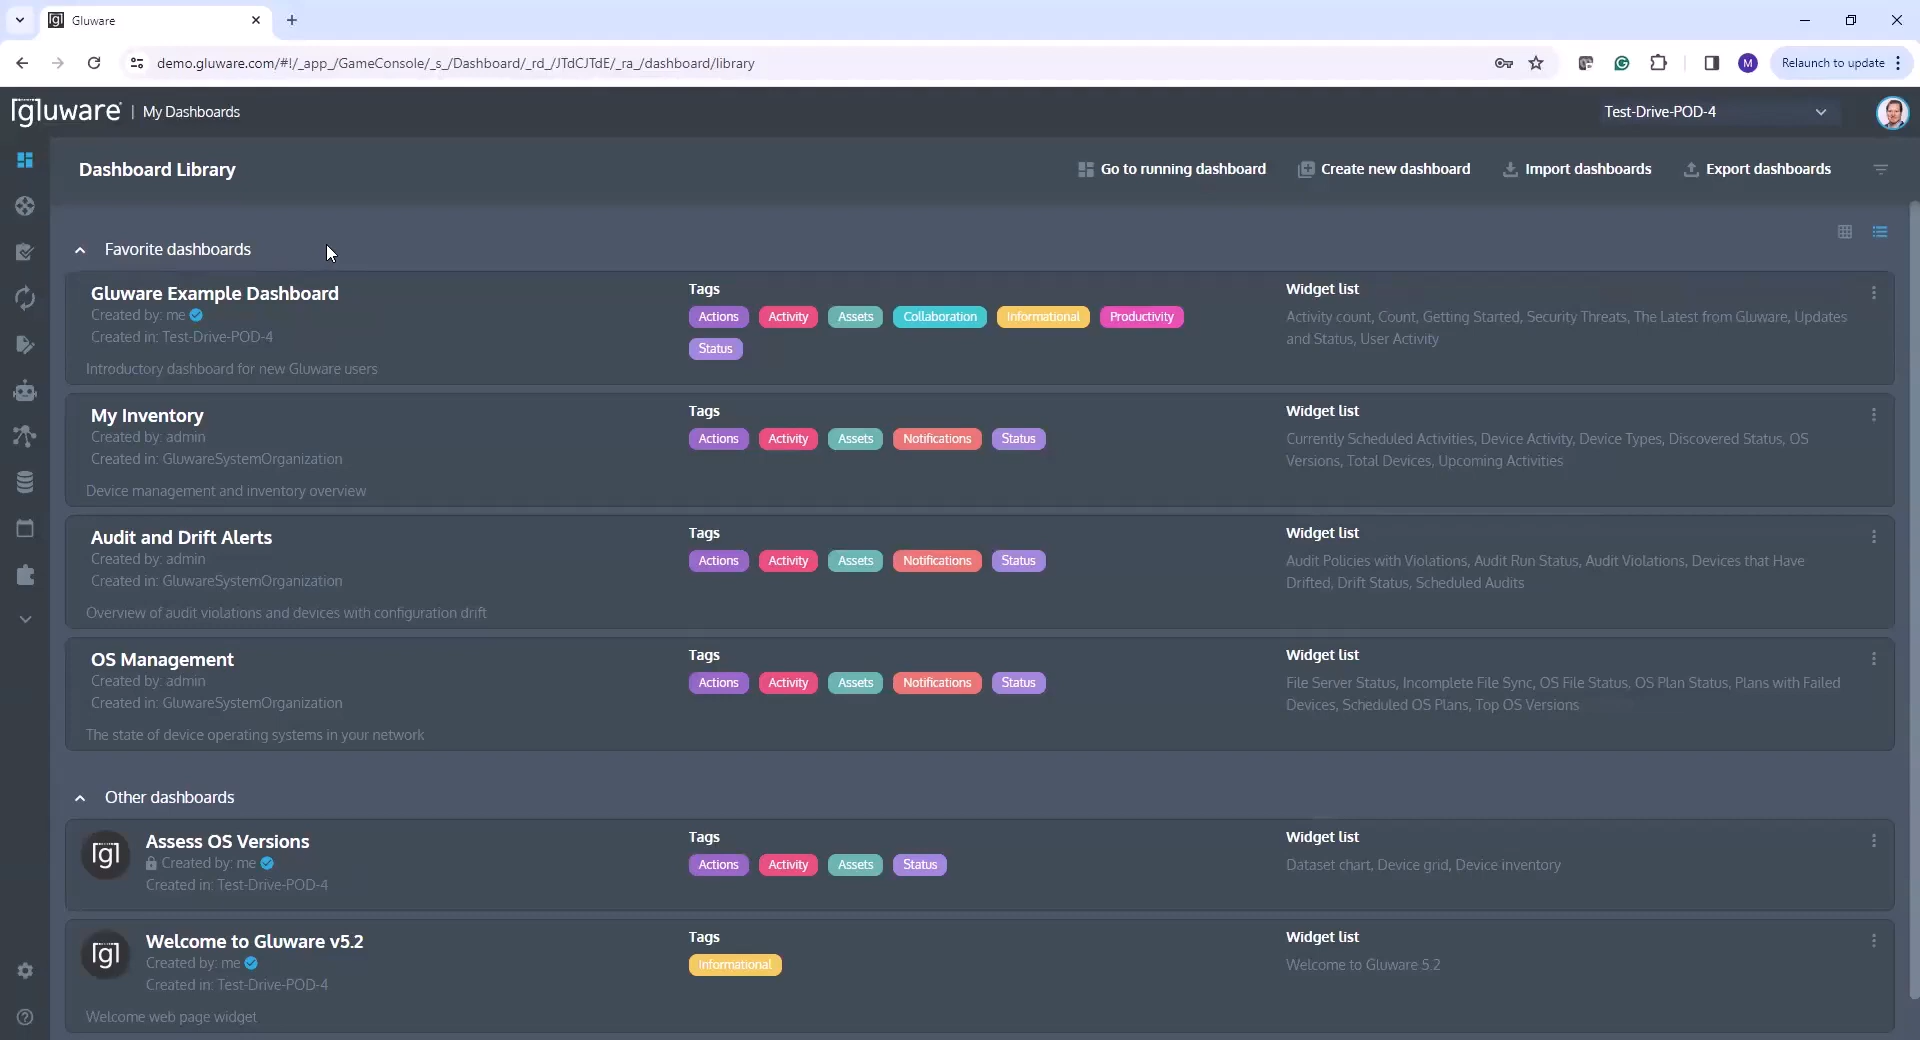 Gluware
demo.gluware.com/#!/_app_/GameConsole/_s_/Dashboard/_rd_/JTdCJTdE/_ra_/dashboard/library
M
Relaunch to update
[gluware | My Dashboards
Test-Drive-POD-4
Dashboard Library
Go to running dashboard
Create new dashboard
Import dashboards
Export dashboards
Favorite dashboards
Gluware Example Dashboard
Created by: me
Created in: Test-Drive-POD-4
Introductory dashboard for new Gluware users
Tags
Actions Activity Assets Collaboration Informational Productivity
Status
Widget list
Activity count, Count, Getting Started, Security Threats, The Latest from Gluware, Updates
and Status, User Activity
My Inventory
Created by: admin
Created in: GluwareSystemOrganization
Device management and inventory overview
Tags
Actions Activity Assets Notifications Status
Widget list
Currently Scheduled Activities, Device Activity, Device Types, Discovered Status, OS
Versions, Total Devices, Upcoming Activities
Audit and Drift Alerts
Created by: admin
Created in: GluwareSystemOrganization
Overview of audit violations and devices with configuration drift
Tags
Actions Activity Assets Notifications Status
Widget list
Audit Policies with Violations, Audit Run Status, Audit Violations, Devices that Have
Drifted, Drift Status, Scheduled Audits
OS Management
Created by: admin
Created in: GluwareSystemOrganization
The state of device operating systems in your network
Tags
Actions Activity Assets Notifications Status
Widget list
File Server Status, Incomplete File Sync, OS File Status, OS Plan Status, Plans with Failed
Devices, Scheduled OS Plans, Top OS Versions
Other dashboards
[g]
Assess OS Versions
Created by: me
Created in: Test-Drive-POD-4
Tags
Actions Activity Assets Status
Widget list
Dataset chart, Device grid, Device inventory
[g]
Welcome to Gluware v5.2
Created by: me
Created in: Test-Drive-POD-4
Welcome web page widget
Tags
Informational
Widget list
Welcome to Gluware 5.2